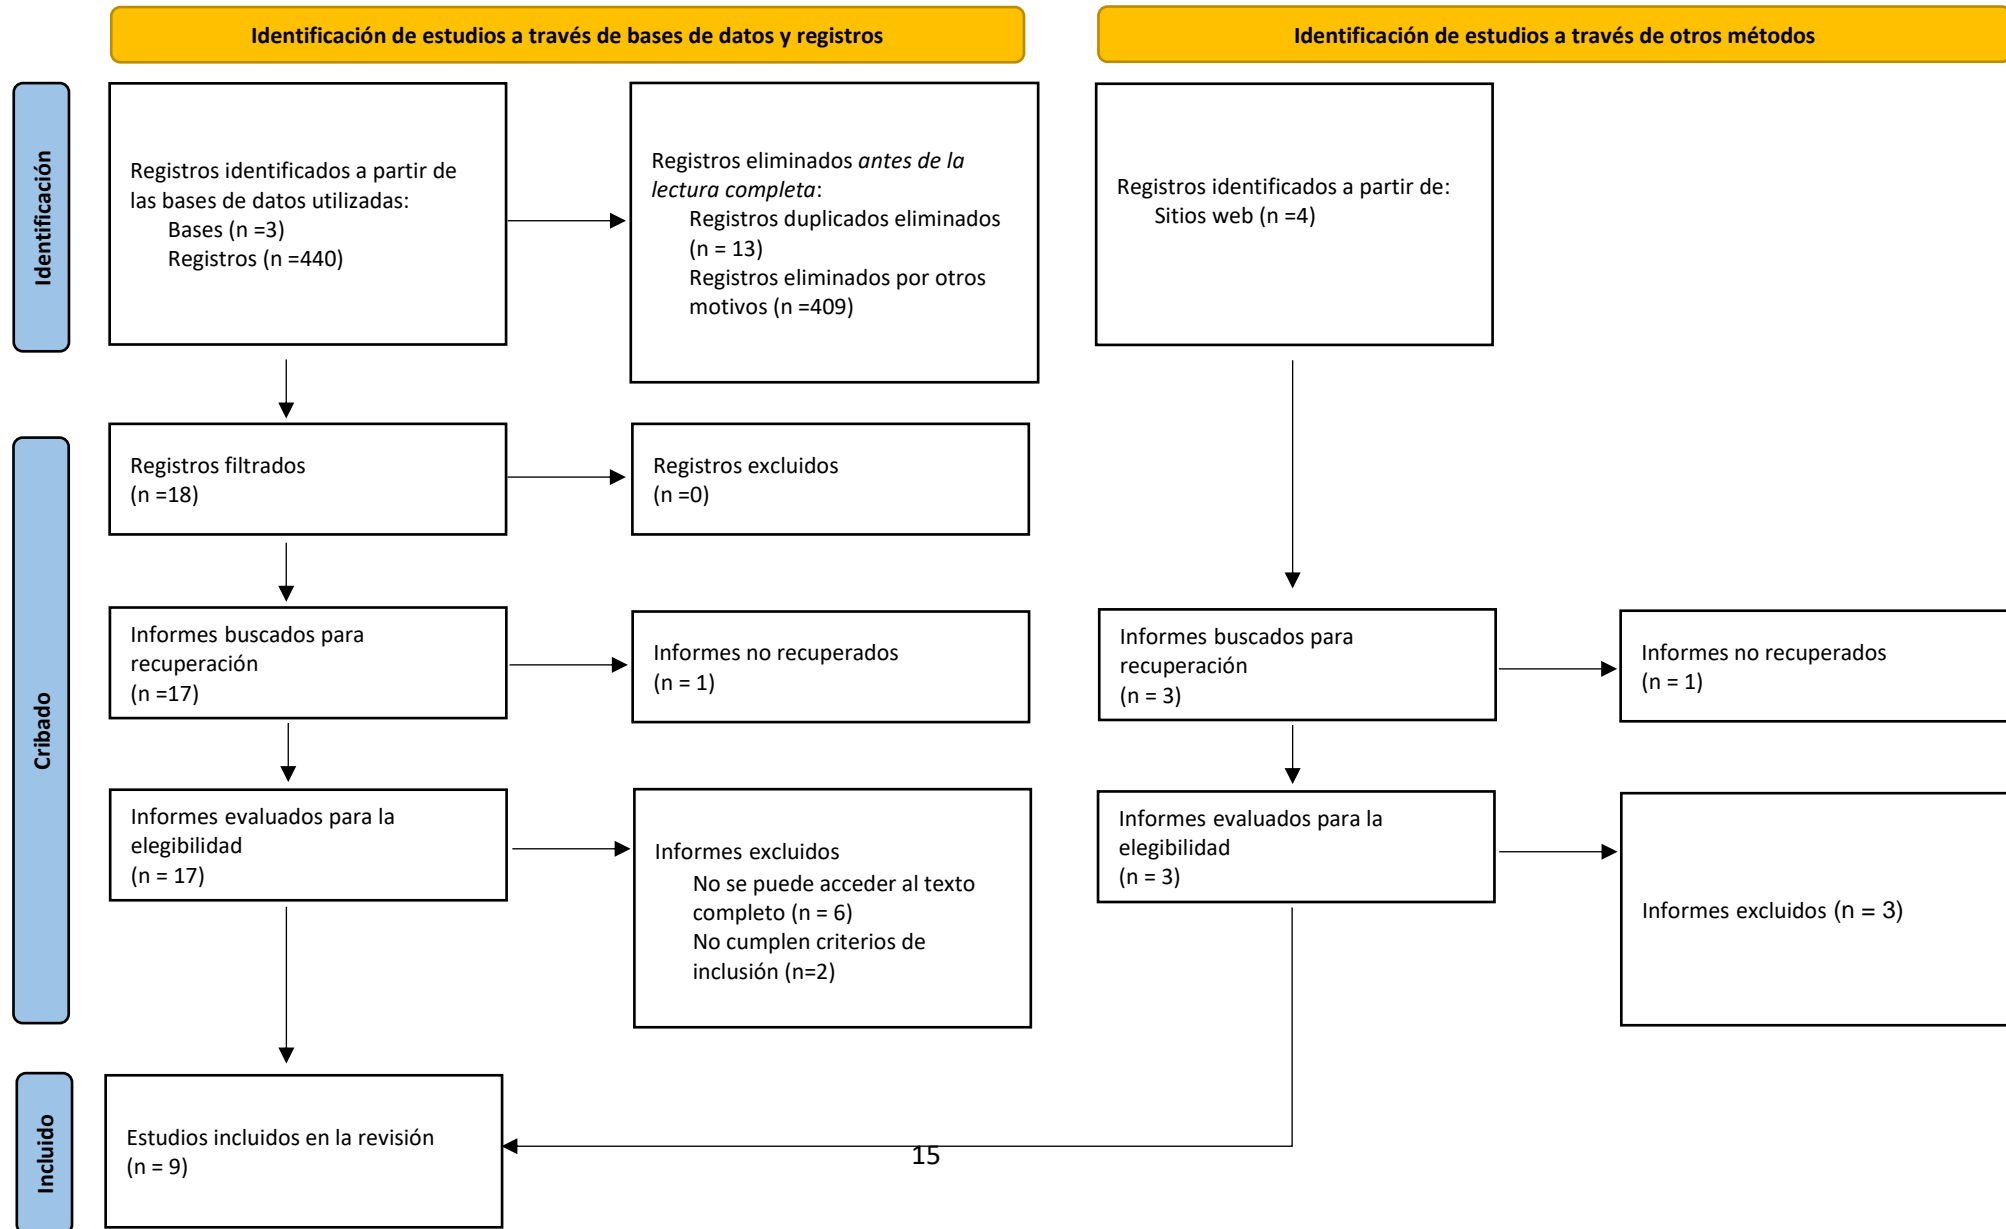 Identificación de estudios a través de bases de datos y registros
Identificación de estudios a través de otros métodos
Identificación
Registros identificados a partir de
las bases de datos utilizadas:
Bases (n =3)
Registros (n =440)
Registros eliminados antes de la
lectura completa:
Registros duplicados eliminados
(n = 13)
Registros eliminados por otros
motivos (n =409)
Registros identificados a partir de:
Sitios web (n =4)
Cribado
Registros filtrados
(n =18)
Registros excluidos
(n =0)
Informes buscados para
recuperación
(n =17)
Informes no recuperados
(n = 1)
Informes buscados para
recuperación
(n = 3)
Informes no recuperados
(n = 1)
Informes evaluados para la
elegibilidad
(n = 17)
Informes excluidos
No se puede acceder al texto
completo (n = 6)
No cumplen criterios de
inclusión (n=2)
Informes evaluados para la
elegibilidad
(n = 3)
Informes excluidos (n = 3)
Incluido
Estudios incluidos en la revisión
(n = 9)
15